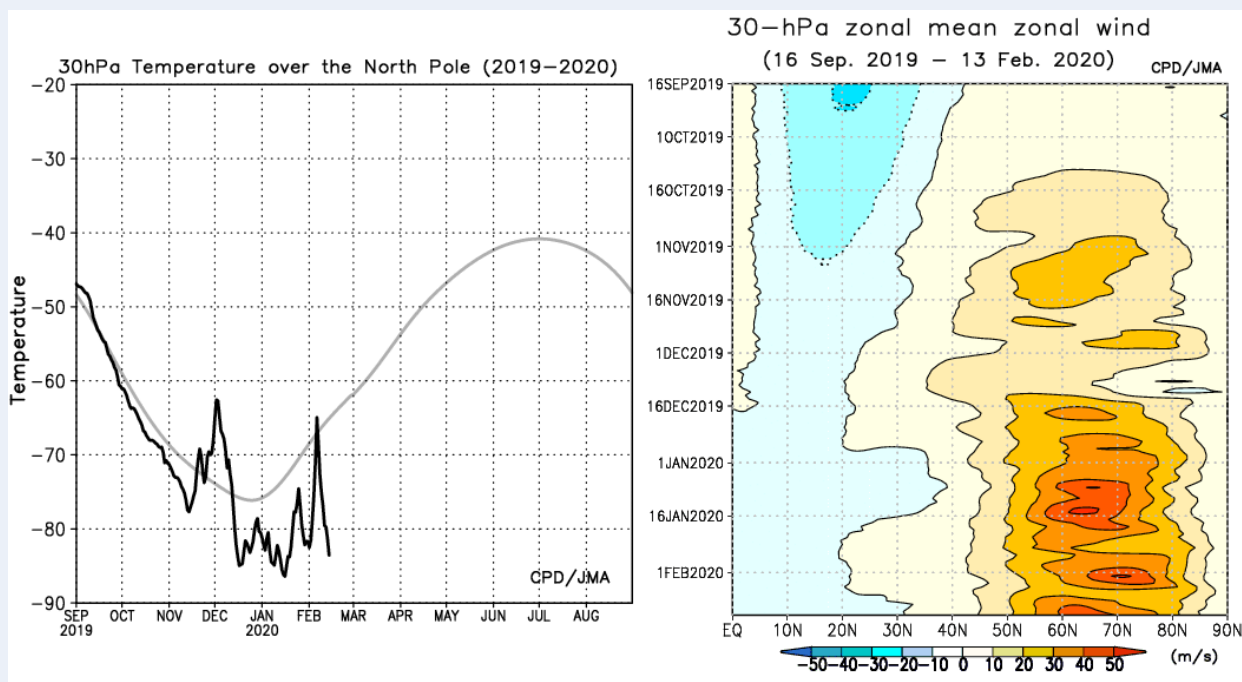 30hPa Temperature over the North Pole (2019-2020)
-20
-30
-40
-50
-60
-70
-80
-90
Temperature
CPD/JMA
SEP OCT NOV DEC JAN FEB MAR APR MAY JUN JUL AUG
2019 2020
30-hPa zonal mean zonal wind
(16 Sep. 2019 - 13 Feb. 2020) CPD/JMA
16SEP2019
1OCT2019
16OCT2019
1NOV2019
16NOV2019
1DEC2019
16DEC2019
1JAN2020
16JAN2020
1FEB2020
EQ 10N 20N 30N 40N 50N 60N 70N 80N 90N
-50 -40 -30 -20 -10 0 10 20 30 40 50 (m/s)